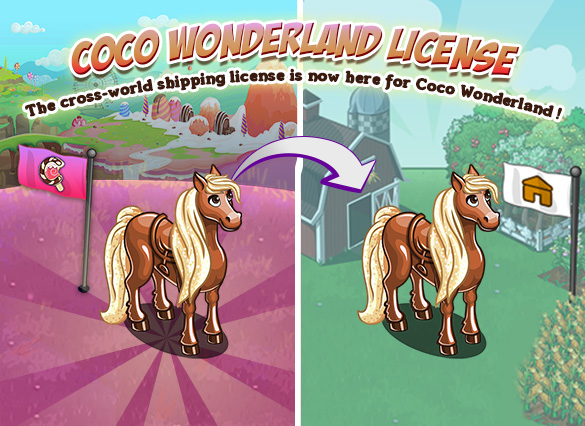 COCO WONDERLAND LICENSE
The cross-world shipping license is now here for Coco Wonderland !